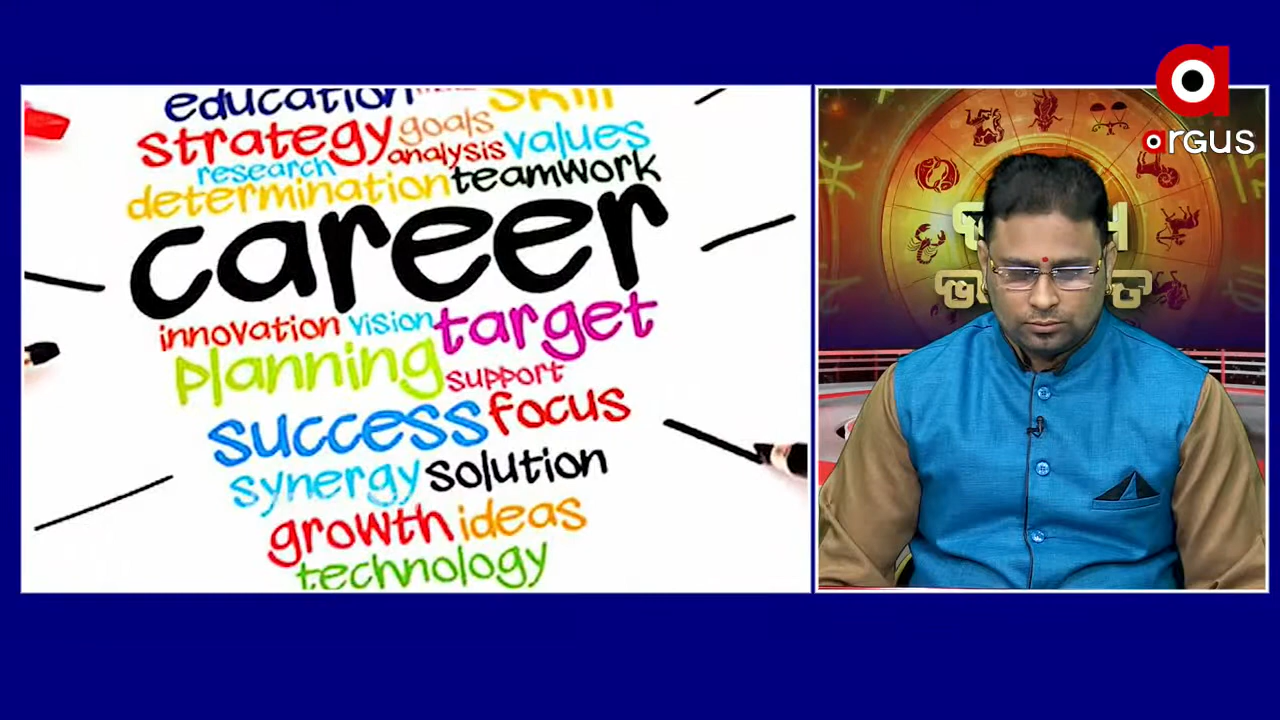 education
skill
strategy goals
research analysis values
determination teamwork
career
innovation vision target
planning support
success focus
synergy solution
growth ideas
technology
argus